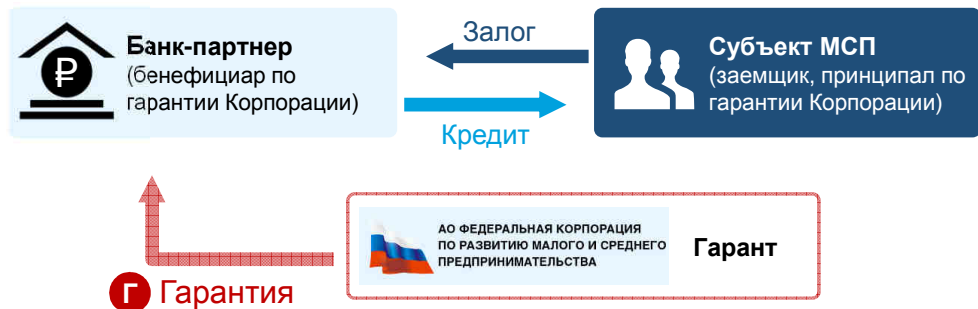 Залог
Банк-партнер
(бенефициар по
гарантии Корпорации)
Субъект МСП
(заемщик, принципал по
гарантии Корпорации)
Кредит
АО ФЕДЕРАЛЬНАЯ КОРПОРАЦИЯ
ПО РАЗВИТИЮ МАЛОГО И СРЕДНЕГО
ПРЕДПРИНИМАТЕЛЬСТВА
Гарант
Г Гарантия